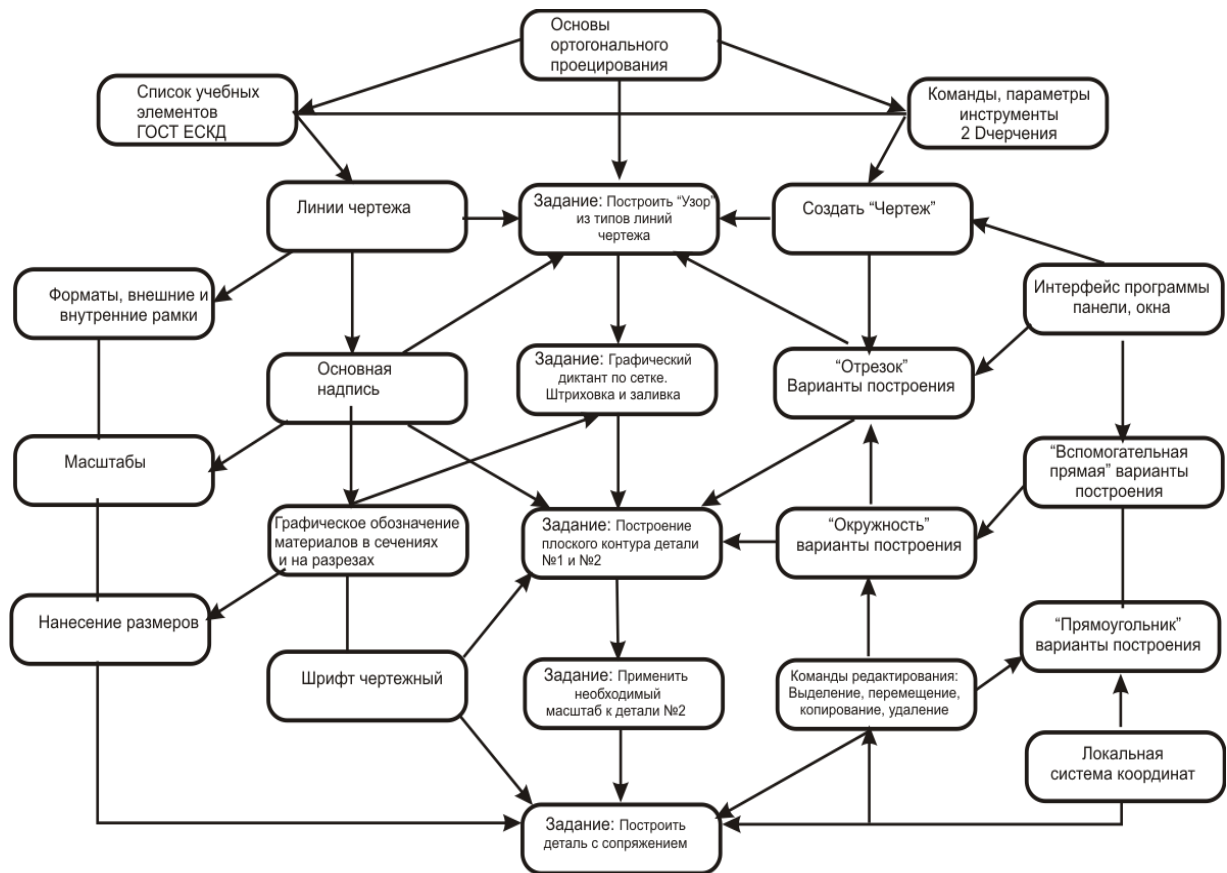 Основы
ортогонального
проецирования
Список учебных
элементов
ГОСТ ЕСКД
Команды, параметры
инструменты
2 Dчерчения
Линии чертежа
Задание: Построить “Узор”
из типов линий
чертежа
Создать “Чертеж”
Форматы, внешние и
внутренние рамки
Интерфейс программы
панели, окна
Основная
надпись
Задание: Графический
диктант по сетке.
Штриховка и заливка
“Отрезок”
Варианты построения
Масштабы
“Вспомогательная
прямая” варианты
построения
Графическое обозначение
материалов в сечениях
и на разрезах
Задание: Построение
плоского контура детали
№1 и №2
“Окружность”
варианты построения
Нанесение размеров
“Прямоугольник”
варианты построения
Шрифт чертежный
Задание: Применить
необходимый
масштаб к детали №2
Команды редактирования:
Выделение, перемещение,
копирование, удаление
Локальная
система координат
Задание: Построить
деталь с сопряжением